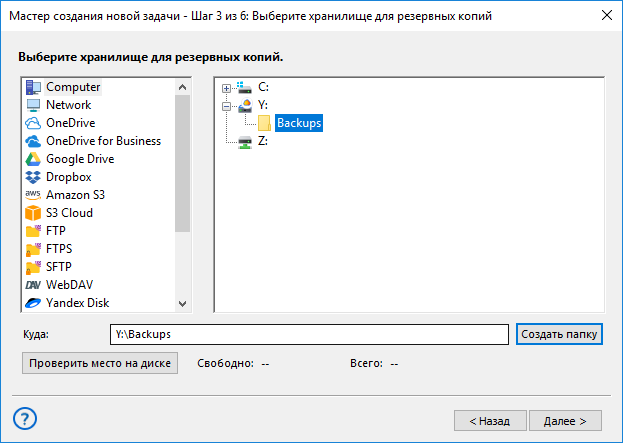 Мастер создания новой задачи - Шаг 3 из 6: Выберите хранилище для резервных копий
Выберите хранилище для резервных копий.
Computer
Network
OneDrive
OneDrive for Business
Google Drive
Dropbox
aws Amazon S3
S3 Cloud
FTP
FTPS
SFTP
DAV WebDAV
Yandex Disk
C:
Y:
Backups
Z:
Куда: Y:\Backups Создать папку
Проверить место на диске Свободно: -- Всего: --
? < Назад Далее >